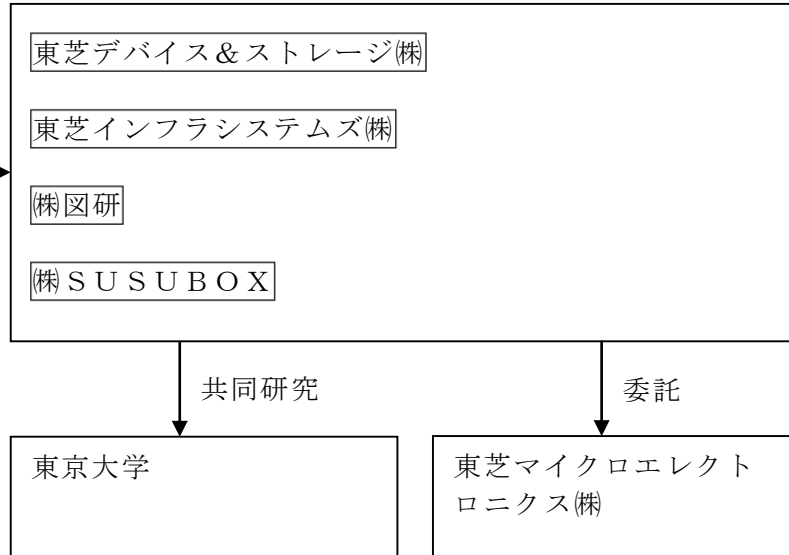 東芝デバイス＆ストレージ㈱
東芝インフラシステムズ㈱
㈱図研
㈱ＳＵＳＵＢＯＸ
共同研究
委託
東京大学
東芝マイクロエレクト
ロニクス㈱